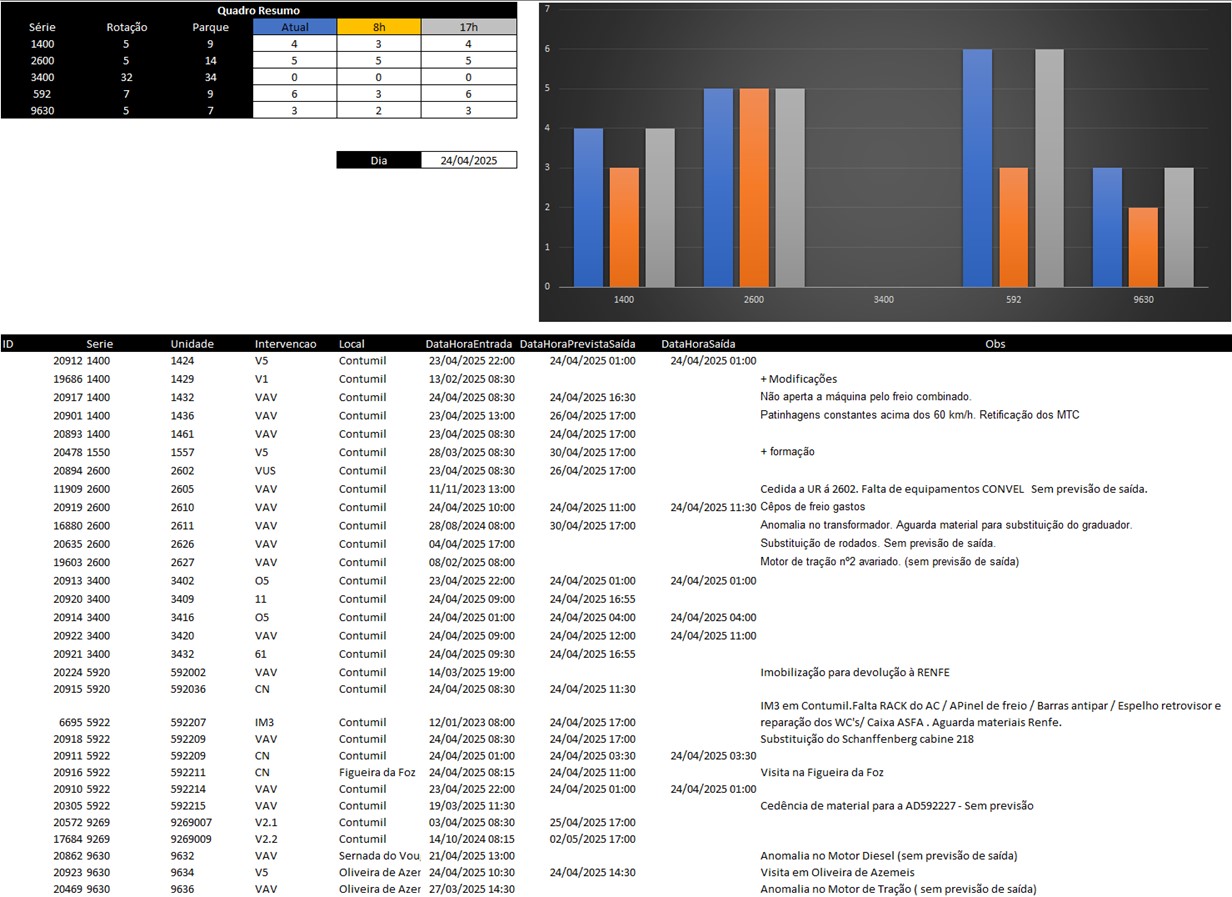 Quadro Resumo
Série Rotação Parque Atual 8h 17h
1400 5 9 4 3 4
2600 5 14 5 5 5
3400 32 34 0 0 0
592 7 9 6 3 6
9630 5 7 3 2 3
Dia 24/04/2025
7
6
5
4
3
2
1
0
1400 2600 3400 592 9630
ID Serie Unidade Intervencao Local DataHoraEntrada DataHoraPrevistaSaída DataHoraSaída Obs
20912 1400 1424 V5 Contumil 23/04/2025 22:00 24/04/2025 01:00 24/04/2025 01:00
19686 1400 1429 V1 Contumil 13/02/2025 08:30 + Modificações
20917 1400 1432 VAV Contumil 24/04/2025 08:30 24/04/2025 16:30 Não aperta a máquina pelo freio combinado.
20901 1400 1436 VAV Contumil 23/04/2025 13:00 26/04/2025 17:00 Patinhagens constantes acima dos 60 km/h. Retificação dos MTC
20893 1400 1461 VAV Contumil 23/04/2025 08:30 24/04/2025 17:00
20478 1550 1557 V5 Contumil 28/03/2025 08:30 30/04/2025 17:00 + formação
20894 2600 2602 VUS Contumil 23/04/2025 08:30 26/04/2025 17:00
11909 2600 2605 VAV Contumil 11/11/2023 13:00 Cedida a UR á 2602. Falta de equipamentos CONVEL Sem previsão de saída.
20919 2600 2610 VAV Contumil 24/04/2025 10:00 24/04/2025 11:00 24/04/2025 11:30 Cêpos de freio gastos
16880 2600 2611 VAV Contumil 28/08/2024 08:00 30/04/2025 17:00 Anomalia no transformador. Aguarda material para substituição do graduador.
20635 2600 2626 VAV Contumil 04/04/2025 17:00 Substituição de rodados. Sem previsão de saída.
19603 2600 2627 VAV Contumil 08/02/2025 08:00 Motor de tração nº2 avariado. (sem previsão de saída)
20913 3400 3402 O5 Contumil 23/04/2025 22:00 24/04/2025 01:00 24/04/2025 01:00
20920 3400 3409 11 Contumil 24/04/2025 09:00 24/04/2025 16:55
20914 3400 3416 O5 Contumil 24/04/2025 01:00 24/04/2025 04:00 24/04/2025 04:00
20922 3400 3420 VAV Contumil 24/04/2025 09:00 24/04/2025 12:00 24/04/2025 11:00
20921 3400 3432 61 Contumil 24/04/2025 09:30 24/04/2025 16:55
20224 5920 592002 VAV Contumil 14/03/2025 19:00 Imobilização para devolução à RENFE
20915 5920 592036 CN Contumil 24/04/2025 08:30 24/04/2025 11:30
IM3 em Contumil.Falta RACK do AC / APinel de freio / Barras antipar / Espelho retrovisor e
6695 5922 592207 IM3 Contumil 12/01/2023 08:00 24/04/2025 17:00 reparação dos WC's/ Caixa ASFA . Aguarda materiais Renfe.
20918 5922 592209 VAV Contumil 24/04/2025 08:30 24/04/2025 17:00 Substituição do Schanffenberg cabine 218
20911 5922 592209 CN Contumil 24/04/2025 01:00 24/04/2025 03:30 24/04/2025 03:30
20916 5922 592211 CN Figueira da Foz 24/04/2025 08:15 24/04/2025 11:00 Visita na Figueira da Foz
20910 5922 592214 VAV Contumil 23/04/2025 22:00 24/04/2025 01:00 24/04/2025 01:00
20305 5922 592215 VAV Contumil 19/03/2025 11:30 Cedência de material para a AD592227 - Sem previsão
20572 9269 9269007 V2.1 Contumil 03/04/2025 08:30 25/04/2025 17:00
17684 9269 9269009 V2.2 Contumil 14/10/2024 08:15 02/05/2025 17:00
20862 9630 9632 VAV Sernada do Vou 21/04/2025 13:00 Anomalia no Motor Diesel (sem previsão de saída)
20923 9630 9634 V5 Oliveira de Azer 24/04/2025 10:30 24/04/2025 14:30 Visita em Oliveira de Azemeis
20469 9630 9636 VAV Oliveira de Azer 27/03/2025 14:30 Anomalia no Motor de Tração ( sem previsão de saída)